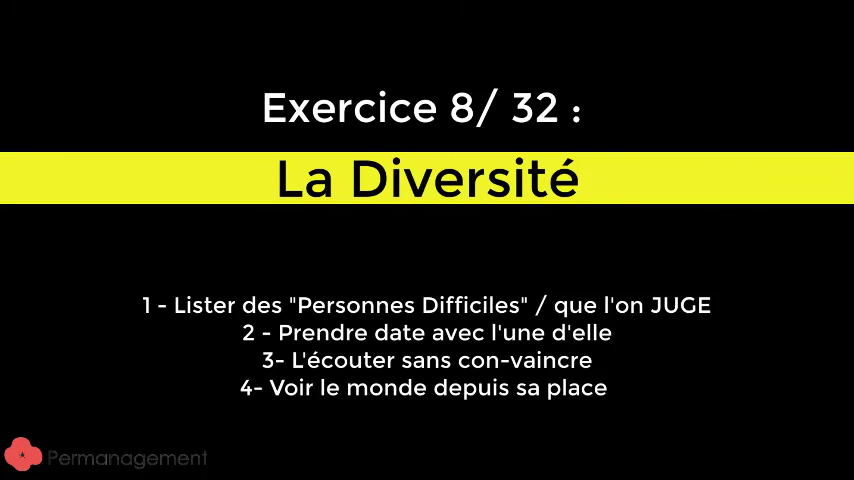 Exercice 8/ 32 :
La Diversité
1 - Lister des "Personnes Difficiles" / que l'on JUGE
2 - Prendre date avec l'une d'elle
3- L'écouter sans con-vaincre
4- Voir le monde depuis sa place
Permanagement